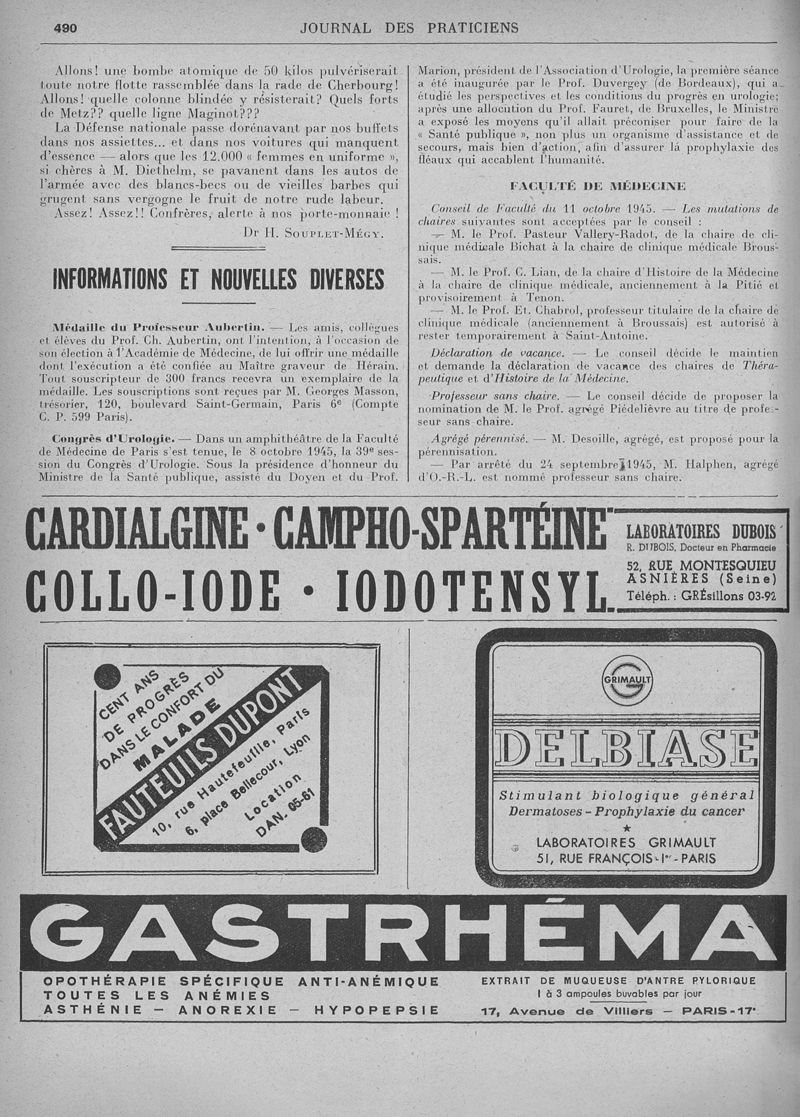 490
JOURNAL DES PRATICIENS
Allons! une bombe atomique de 50 kilos pulvériserait
toute notre flotte rassemblée dans la rade de Cherbourg!
Allons! quelle colonne blindée y résisterait? Quels forts
de Metz?? quelle ligne Maginot???
La Défense nationale passe dorénavant par nos buffets
dans nos assiettes... et dans nos voitures qui manquent
d'essence — alors que les 12.000 « femmes en uniforme »,
si chères à M. Diethelm, se pavanent dans les autos de
l'armée avec des blancs-becs ou de vieilles barbes qui
grugent sans vergogne le fruit de notre rude labeur.
Assez! Assez!! Confrères, alerte à nos porte-monnaie !
Dr H. SOUPLET-MÉGY.
INFORMATIONS ET NOUVELLES DIVERSES
Médaille du Professeur Aubertin. — Les amis, collègues
et élèves du Prof. Ch. Aubertin, ont l'intention, à l'occasion de
son élection à l'Académie de Médecine, de lui offrir une médaille
dont l'exécution a été confiée au Maître graveur de Hérain.
Tout souscripteur de 300 francs recevra un exemplaire de la
médaille. Les souscriptions sont reçues par M. Georges Masson,
trésorier, 120, boulevard Saint-Germain, Paris 6e (Compte
C. P. 599 Paris).
Congrès d'Urologie. — Dans un amphithéâtre de la Faculté
de Médecine de Paris s'est tenue, le 8 octobre 1945, la 39e ses-
sion du Congrès d'Urologie. Sous la présidence d'honneur du
Ministre de la Santé publique, assisté du Doyen et du Prof.
Marion, président de l'Association d'Urologie, la première séance
a été inaugurée par le Prof. Duvergey (de Bordeaux), qui a
étudié les perspectives et les conditions du progrès en urologie;
après une allocution du Prof. Fauret, de Bruxelles, le Ministre
a exposé les moyens qu'il allait préconiser pour faire de la
« Santé publique », non plus un organisme d'assistance et de
secours, mais bien d'action, afin d'assurer la prophylaxie des
fléaux qui accablent l'humanité.
FACULTÉ DE MÉDECINE
Conseil de Faculté du 11 octobre 1945. — Les mutations de
chaires suivantes sont acceptées par le conseil :
— M. le Prof. Pasteur Vallery-Radot, de la chaire de cli-
nique médicale Bichat à la chaire de clinique médicale Brous-
sais.
— M. le Prof. C. Lian, de la chaire d'Histoire de la Médecine
à la chaire de clinique médicale, anciennement à la Pitié et
provisoirement à Tenon.
— M. le Prof. Et. Chabrol, professeur titulaire de la chaire de
clinique médicale (anciennement à Broussais) est autorisé à
rester temporairement à Saint-Antoine.
Déclaration de vacance. — Le conseil décide le maintien
et demande la déclaration de vacance des chaires de Théra-
peutique et d'Histoire de la Médecine.
Professeur sans chaire. — Le conseil décide de proposer la
nomination de M. le Prof. agrégé Piédelièvre au titre de profes-
seur sans chaire.
Agrégé pérennisé. — M. Desoille, agrégé, est proposé pour la
pérennisation.
— Par arrêté du 24 septembre 1945, M. Halphen, agrégé
d'O.-R.-L. est nommé professeur sans chaire.
CARDIALGINE • CAMPHO-SPARTÉINE
COLLO-IODE • IODOTENSYL
LABORATOIRES DUBOIS
R. DUBOIS, Docteur en Pharmacie
52, RUE MONTESQUIEU
ASNIÈRES (Seine)
Téléph. : GRÉsillons 03-92
CENT ANS
DE PROGRÈS
DANS LE CONFORT DU
MALADE
FAUTEUILS DUPONT
10, rue Hautefeuille, Paris
6, place Bellecour, Lyon
Location
DAN. 05-61
GRIMAULT
DELBIASE
Stimulant biologique général
Dermatoses - Prophylaxie du cancer
★
LABORATOIRES GRIMAULT
51, RUE FRANÇOIS-Ier - PARIS
GASTRHÉMA
OPOTHÉRAPIE SPÉCIFIQUE ANTI-ANÉMIQUE
TOUTES LES ANÉMIES
ASTHÉNIE — ANOREXIE — HYPOPEPSIE
EXTRAIT DE MUQUEUSE D'ANTRE PYLORIQUE
1 à 3 ampoules buvables par jour
17, Avenue de Villiers — PARIS-17e